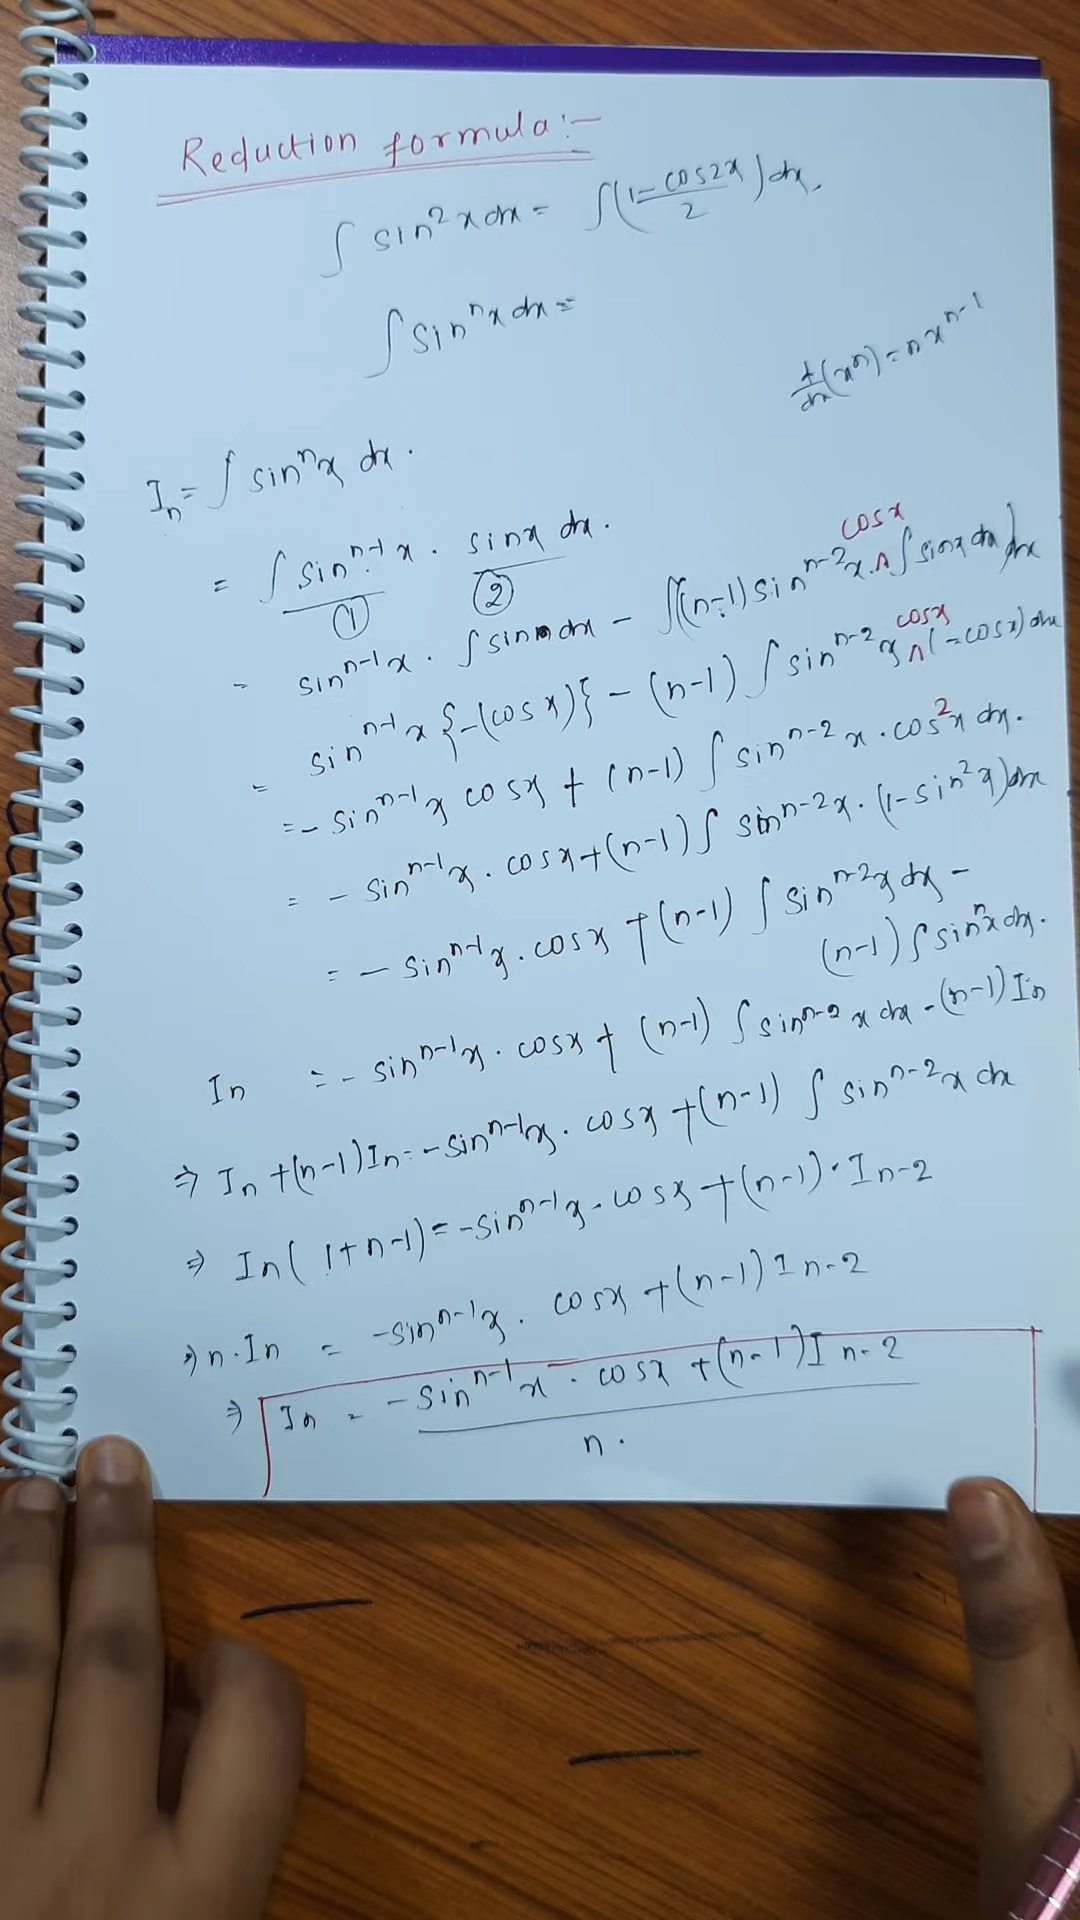 Reduction formula:-
∫ sin²x dx = ∫(1-cos2x / 2) dx.
∫ sinⁿx dx =
d/dx (xⁿ) = n xⁿ⁻¹
Iₙ = ∫ sinⁿx dx.
= ∫ sinⁿ⁻¹x . sinx dx.
① ②
cosx
= sinⁿ⁻¹x . ∫ sinx dx - ∫((n-1) sinⁿ⁻²x.∧ ∫ sinx dx) dx
cosx
= sinⁿ⁻¹x {-(cosx)} - (n-1) ∫ sinⁿ⁻²x ∧ (-cosx) dx
= - sinⁿ⁻¹x cosx + (n-1) ∫ sinⁿ⁻²x . cos²x dx.
= - sinⁿ⁻¹x . cosx + (n-1) ∫ sinⁿ⁻²x . (1-sin²x) dx
= - sinⁿ⁻¹x . cosx + (n-1) ∫ sinⁿ⁻²x dx -
(n-1) ∫ sinⁿx dx.
In = - sinⁿ⁻¹x . cosx + (n-1) ∫ sinⁿ⁻²x dx - (n-1) In
⇒ In + (n-1) In = - sinⁿ⁻¹x . cosx + (n-1) ∫ sinⁿ⁻²x dx
⇒ In (1+n-1) = - sinⁿ⁻¹x . cosx + (n-1) . In-2
⇒ n . In = - sinⁿ⁻¹x . cosx + (n-1) In-2
⇒ In = - sinⁿ⁻¹x . cosx + (n-1) In-2
n .